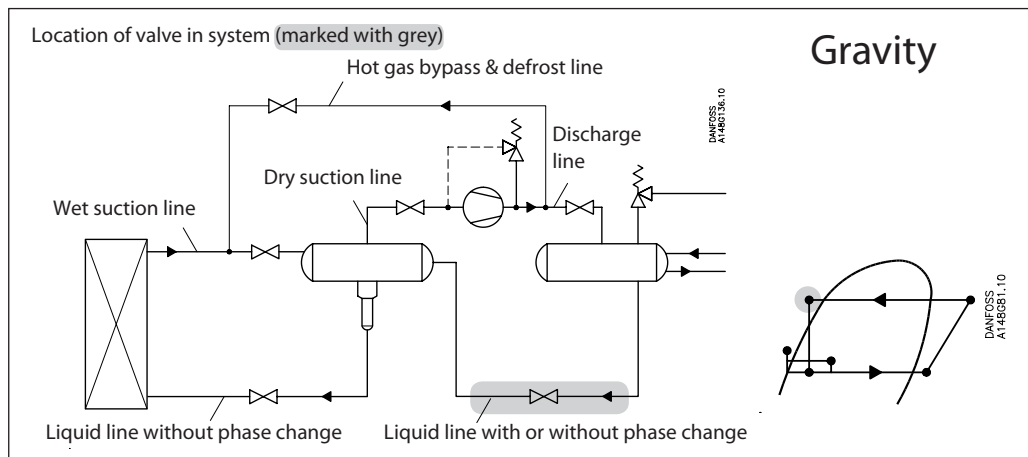 Location of valve in system (marked with grey)
Gravity
Hot gas bypass & defrost line
DANFOSS
A148G136.10
Discharge
line
Dry suction line
Wet suction line
DANFOSS
A148G81.10
Liquid line without phase change
Liquid line with or without phase change